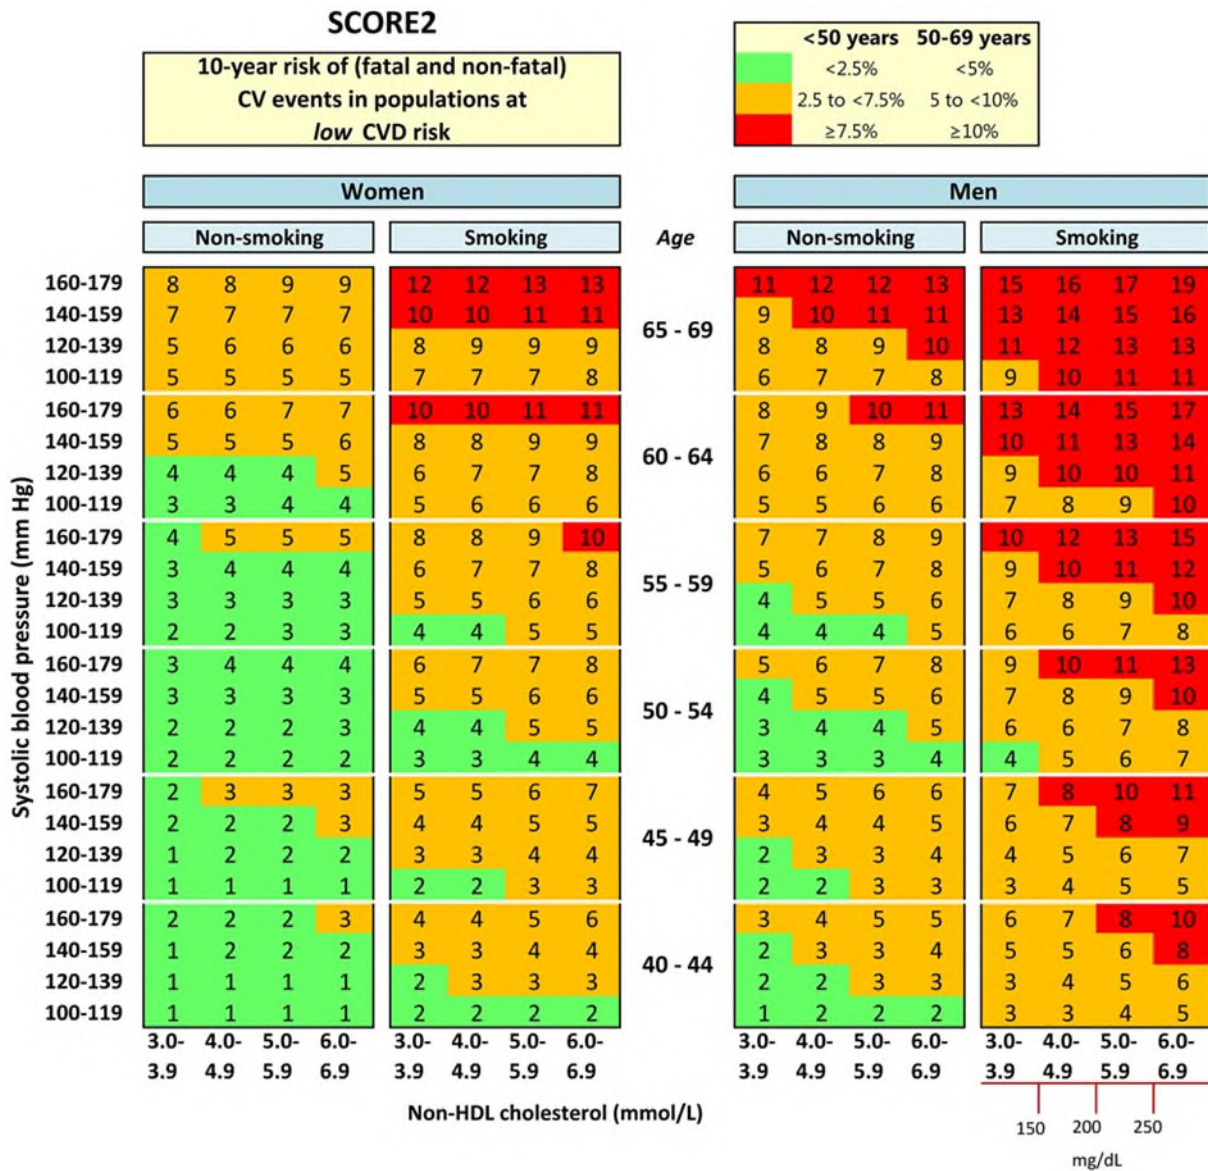 SCORE2
10-year risk of (fatal and non-fatal)
CV events in populations at
low CVD risk
<50 years 50-69 years
<2.5% <5%
2.5 to <7.5% 5 to <10%
≥7.5% ≥10%
Women Men
Non-smoking Smoking Age Non-smoking Smoking
Systolic blood pressure (mm Hg)
160-179 8 8 9 9 12 12 13 13 11 12 12 13 15 16 17 19
140-159 7 7 7 7 10 10 11 11 9 10 11 11 13 14 15 16
65 - 69
120-139 5 6 6 6 8 9 9 9 8 8 9 10 11 12 13 13
100-119 5 5 5 5 7 7 7 8 6 7 7 8 9 10 11 11
160-179 6 6 7 7 10 10 11 11 8 9 10 11 13 14 15 17
140-159 5 5 5 6 8 8 9 9 7 8 8 9 10 11 13 14
60 - 64
120-139 4 4 4 5 6 7 7 8 6 6 7 8 9 10 10 11
100-119 3 3 4 4 5 6 6 6 5 5 6 6 7 8 9 10
160-179 4 5 5 5 8 8 9 10 7 7 8 9 10 12 13 15
140-159 3 4 4 4 6 7 7 8 5 6 7 8 9 10 11 12
55 - 59
120-139 3 3 3 3 5 5 6 6 4 5 5 6 7 8 9 10
100-119 2 2 3 3 4 4 5 5 4 4 4 5 6 6 7 8
160-179 3 4 4 4 6 7 7 8 5 6 7 8 9 10 11 13
140-159 3 3 3 3 5 5 6 6 4 5 5 6 7 8 9 10
50 - 54
120-139 2 2 2 3 4 4 5 5 3 4 4 5 6 6 7 8
100-119 2 2 2 2 3 3 4 4 3 3 3 4 4 5 6 7
160-179 2 3 3 3 5 5 6 7 4 5 6 6 7 8 10 11
140-159 2 2 2 3 4 4 5 5 3 4 4 5 6 7 8 9
45 - 49
120-139 1 2 2 2 3 3 4 4 2 3 3 4 4 5 6 7
100-119 1 1 1 1 2 2 3 3 2 2 3 3 3 4 5 5
160-179 2 2 2 3 4 4 5 6 3 4 5 5 6 7 8 10
140-159 1 2 2 2 3 3 4 4 2 3 3 4 5 5 6 8
40 - 44
120-139 1 1 1 1 2 3 3 3 2 2 3 3 3 4 5 6
100-119 1 1 1 1 2 2 2 2 1 2 2 2 3 3 4 5
3.0- 4.0- 5.0- 6.0- 3.0- 4.0- 5.0- 6.0- 3.0- 4.0- 5.0- 6.0- 3.0- 4.0- 5.0- 6.0-
3.9 4.9 5.9 6.9 3.9 4.9 5.9 6.9 3.9 4.9 5.9 6.9 3.9 4.9 5.9 6.9
Non-HDL cholesterol (mmol/L)
150 200 250
mg/dL